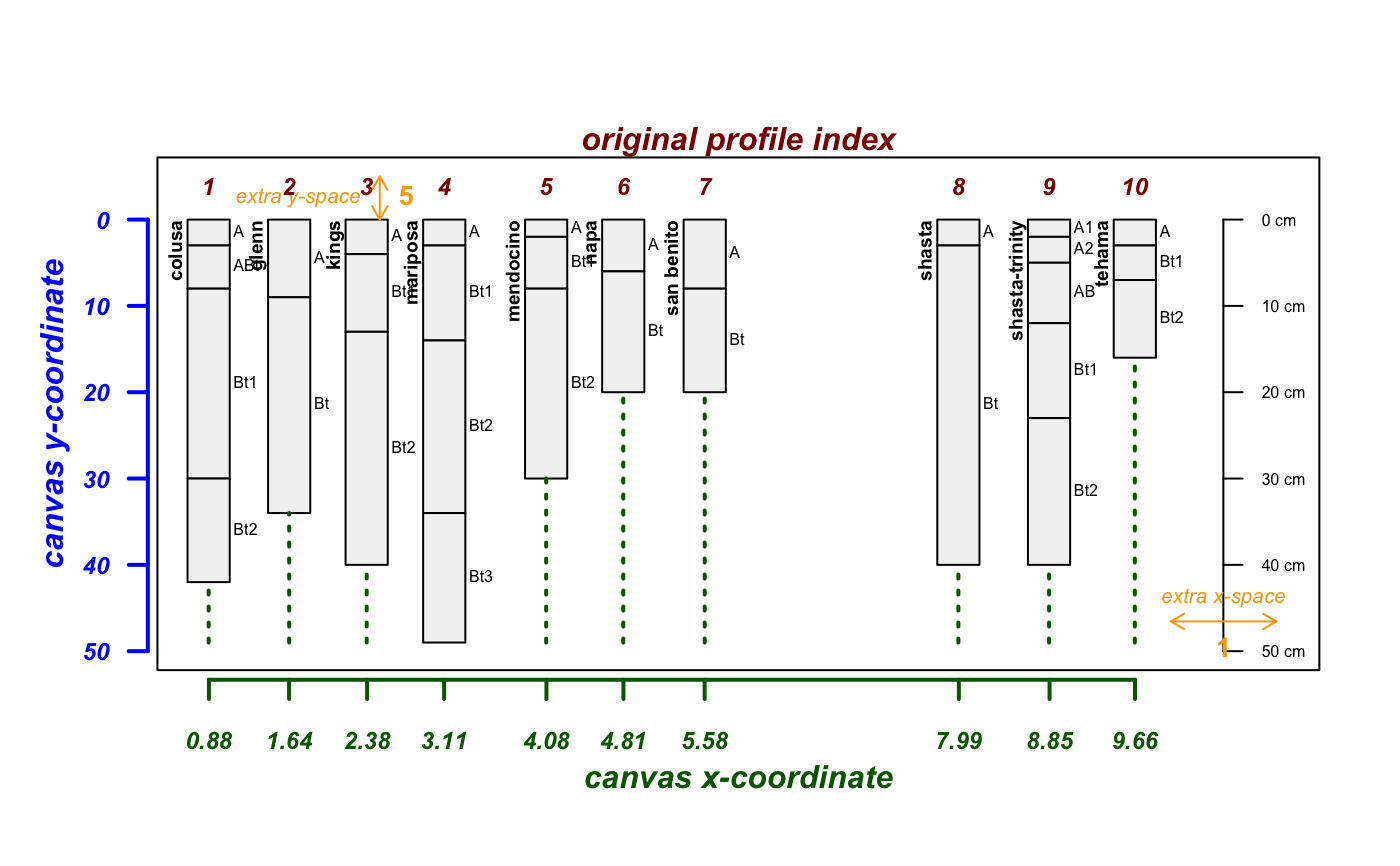 original profile index
1 2 3 4 5 6 7 8 9 10
extra y-space 5
canvas y-coordinate
0
10
20
30
40
50
colusa
A
Bt1
Bt2
glenn
A
Bt
kings
A
Bt2
mariposa
A
Bt1
Bt2
Bt3
mendocino
A
Bt1
Bt2
napa
A
Bt
san benito
A
Bt
shasta
A
Bt
shasta-trinity
A1
A2
AB
Bt1
Bt2
tehama
A
Bt1
Bt2
0 cm
10 cm
20 cm
30 cm
40 cm
50 cm
extra x-space
1
0.88 1.64 2.38 3.11 4.08 4.81 5.58 7.99 8.85 9.66
canvas x-coordinate